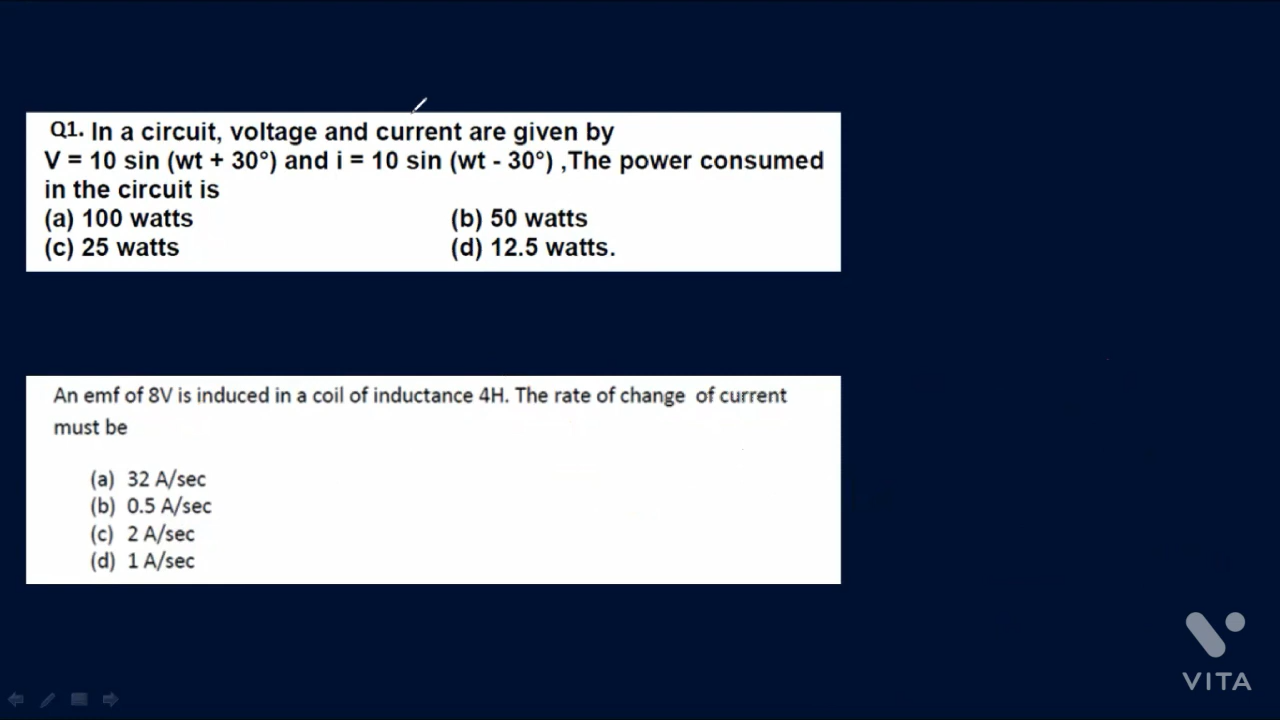 Q1. In a circuit, voltage and current are given by
V = 10 sin (wt + 30°) and i = 10 sin (wt - 30°) ,The power consumed
in the circuit is
(a) 100 watts (b) 50 watts
(c) 25 watts (d) 12.5 watts.
An emf of 8V is induced in a coil of inductance 4H. The rate of change of current
must be
(a) 32 A/sec
(b) 0.5 A/sec
(c) 2 A/sec
(d) 1 A/sec
VITA